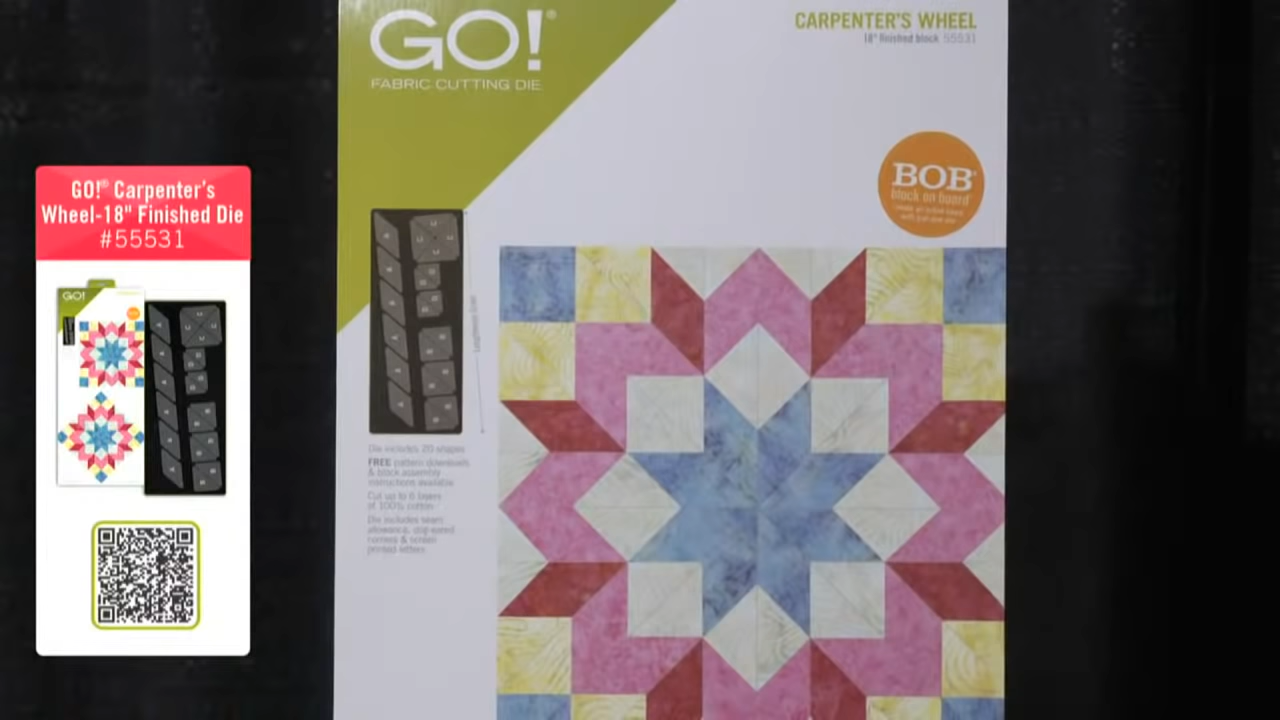 GO!® Carpenter's
Wheel-18" Finished Die
#55531
GO!
GO!®
FABRIC CUTTING DIE
CARPENTER'S WHEEL
18" finished block 55531
BOB®
block on board®
Die includes 20 shapes
FREE pattern downloads
& block assembly
instructions available
Cut up to 6 layers
of 100% cotton
Die includes seam
allowance, dog-eared
corners & screen
printed letters